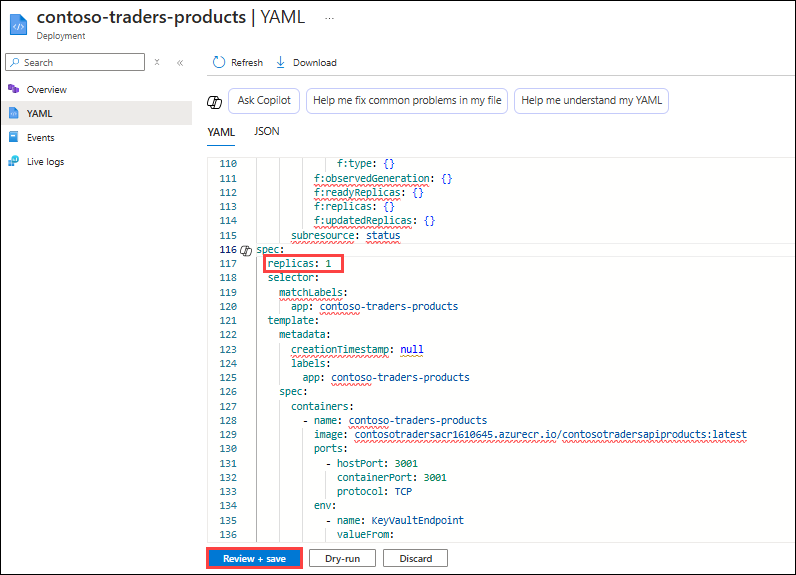 contoso-traders-products | YAML ...
Deployment
Search
Overview
YAML
Events
Live logs
Refresh Download
Ask Copilot Help me fix common problems in my file Help me understand my YAML
YAML JSON
110 f:type: {}
111 f:observedGeneration: {}
112 f:readyReplicas: {}
113 f:replicas: {}
114 f:updatedReplicas: {}
115 subresource: status
116 spec:
117 replicas: 1
118 selector:
119 matchLabels:
120 app: contoso-traders-products
121 template:
122 metadata:
123 creationTimestamp: null
124 labels:
125 app: contoso-traders-products
126 spec:
127 containers:
128 - name: contoso-traders-products
129 image: contosotradersacr1610645.azurecr.io/contosotradersapiproducts:latest
130 ports:
131 - hostPort: 3001
132 containerPort: 3001
133 protocol: TCP
134 env:
135 - name: KeyVaultEndpoint
136 valueFrom:
Review + save Dry-run Discard